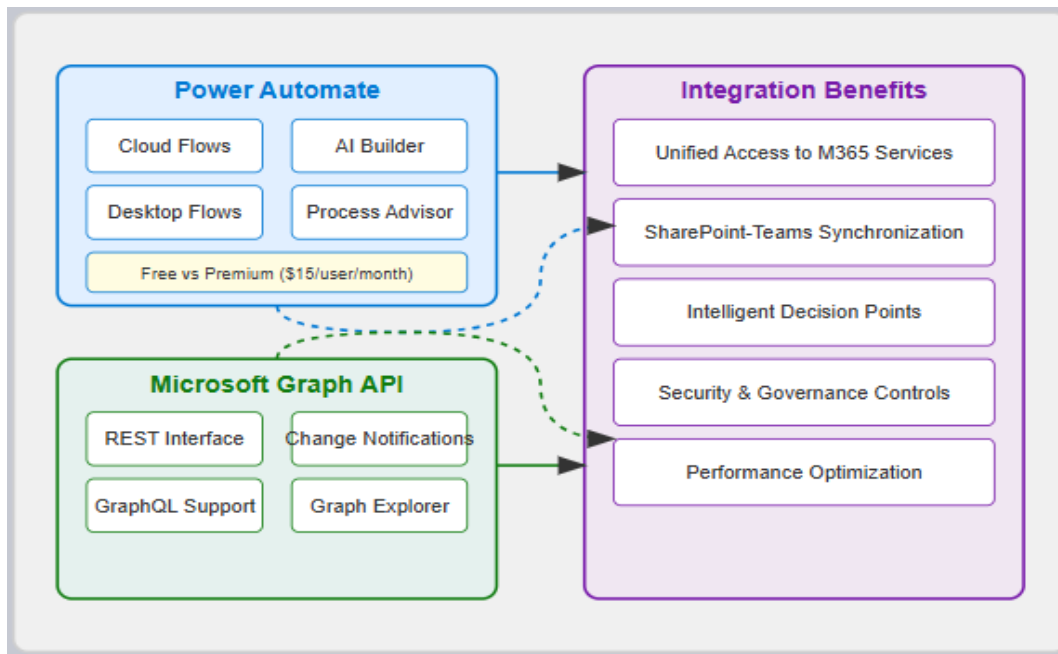 Power Automate
Cloud Flows
AI Builder
Desktop Flows
Process Advisor
Free vs Premium ($15/user/month)
Microsoft Graph API
REST Interface
Change Notifications
GraphQL Support
Graph Explorer
Integration Benefits
Unified Access to M365 Services
SharePoint-Teams Synchronization
Intelligent Decision Points
Security & Governance Controls
Performance Optimization